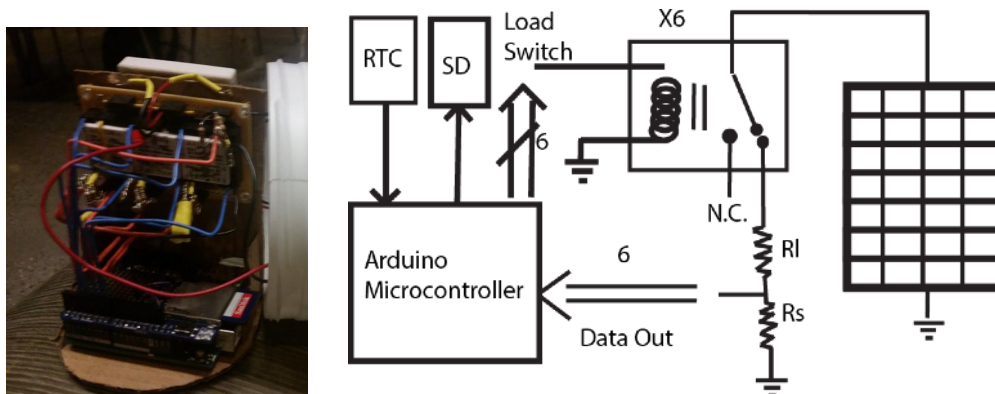 RTC
SD
Load
Switch
X6
6
N.C.
Rl
Rs
6
Arduino
Microcontroller
Data Out